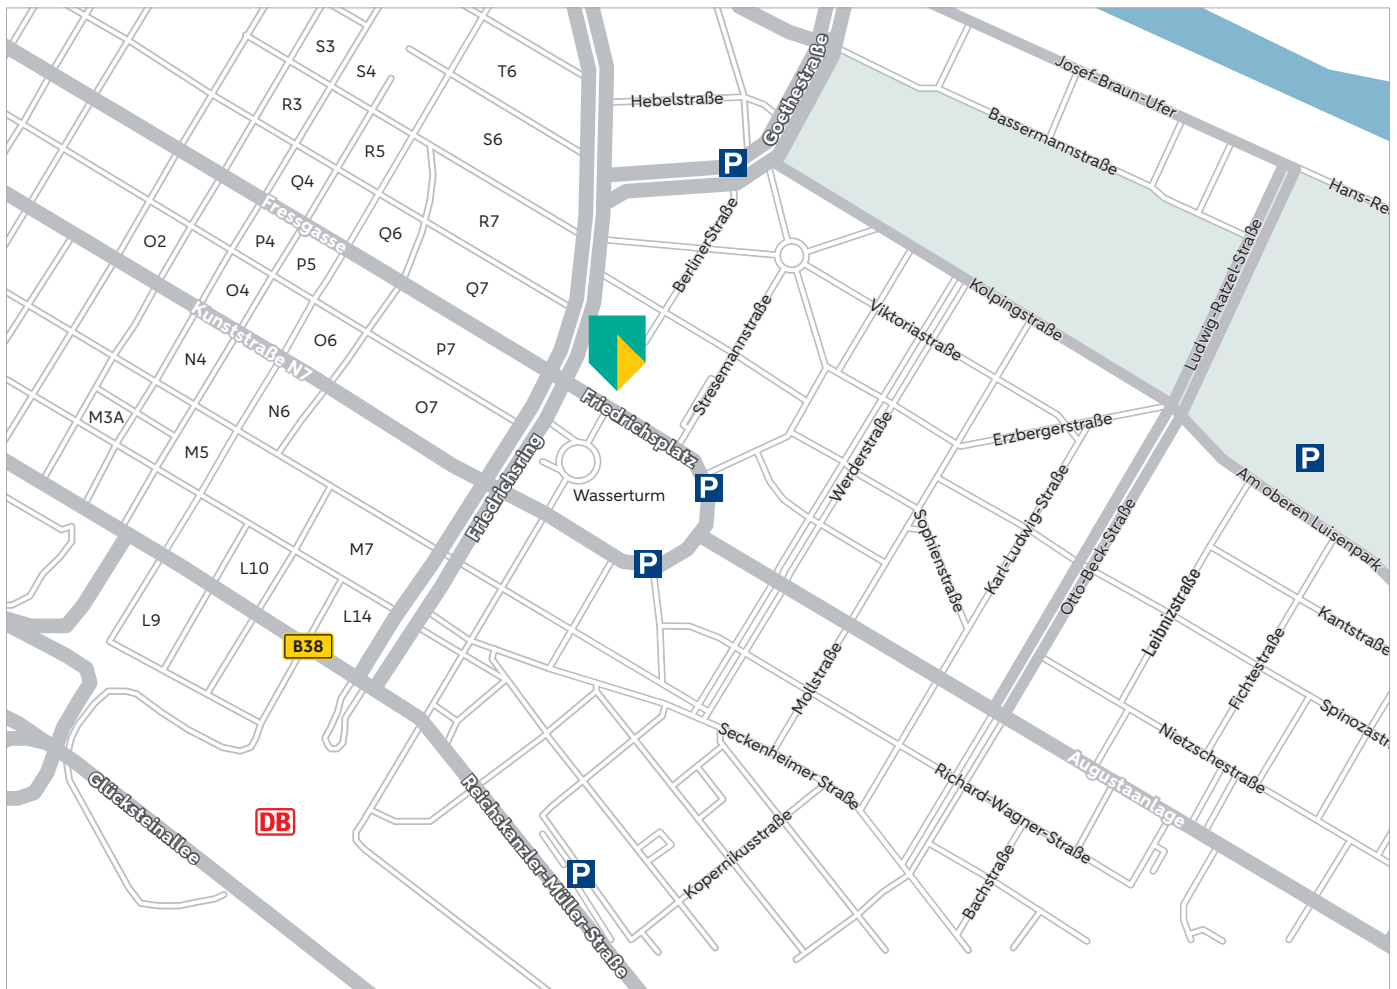 S3
S4
T6
Hebelstraße
Goethestraße
Josef-Braun-Ufer
R3
S6
Bassermannstraße
R5
P
Q4
Hans-Re
Fressgasse
O2
P4
Q6
R7
BerlinerStraße
P5
O4
Q7
Kolpingstraße
Ludwig-Ratzel-Straße
Kunststraße N7
O6
P7
Viktoriastraße
Stresemannstraße
N4
M3A
N6
O7
Friedrichsplatz
Erzbergerstraße
M5
Friedrichsring
Werderstraße
P
Wasserturm
P
Am oberen Luisenpark
M7
P
Sophienstraße
Karl-Ludwig-Straße
Otto-Beck-Straße
L10
L9
L14
Leibnizstraße
Kantstraße
B38
Mollstraße
Fichtestraße
Spinozastr
Seckenheimer Straße
Nietzschestraße
Augustaanlage
Glücksteinallee
DB
Reichskanzler-Müller-Straße
Richard-Wagner-Straße
Kopernikusstraße
P
Bachstraße